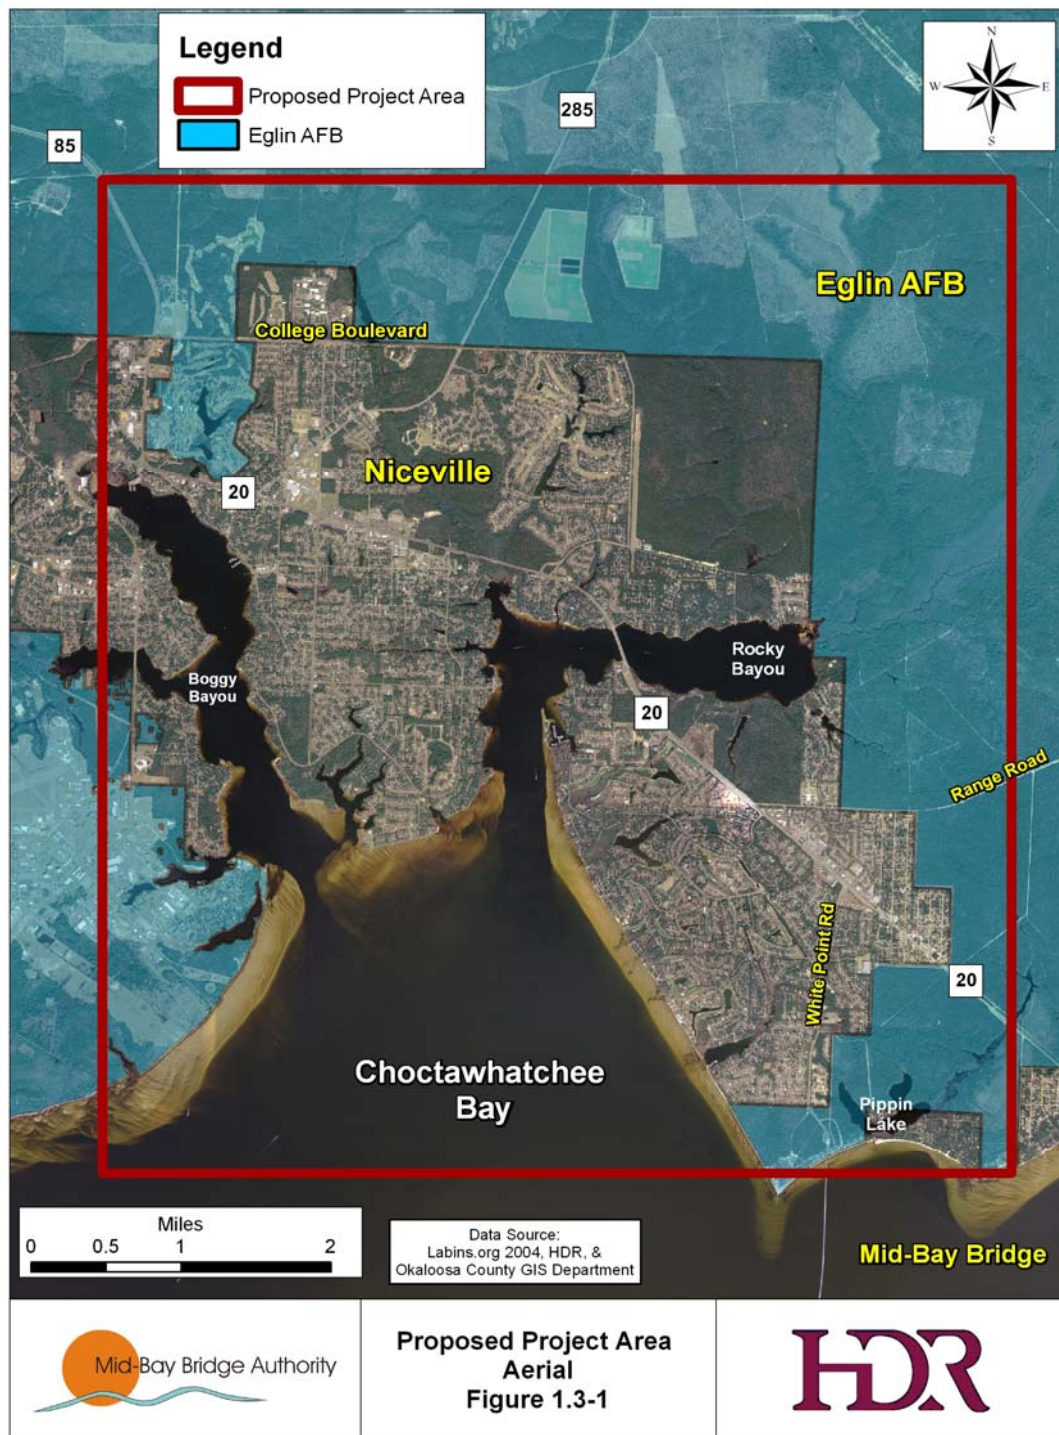 Legend
Proposed Project Area
Eglin AFB
N
W
E
S
85
285
Eglin AFB
College Boulevard
Niceville
20
Rocky
Bayou
Boggy
Bayou
20
Range Road
White Point Rd
20
Choctawhatchee
Bay
Pippin
Lake
Miles
0 0.5 1 2
Data Source:
Labins.org 2004, HDR, &
Okaloosa County GIS Department
Mid-Bay Bridge
Mid-Bay Bridge Authority
Proposed Project Area
Aerial
Figure 1.3-1
HDR